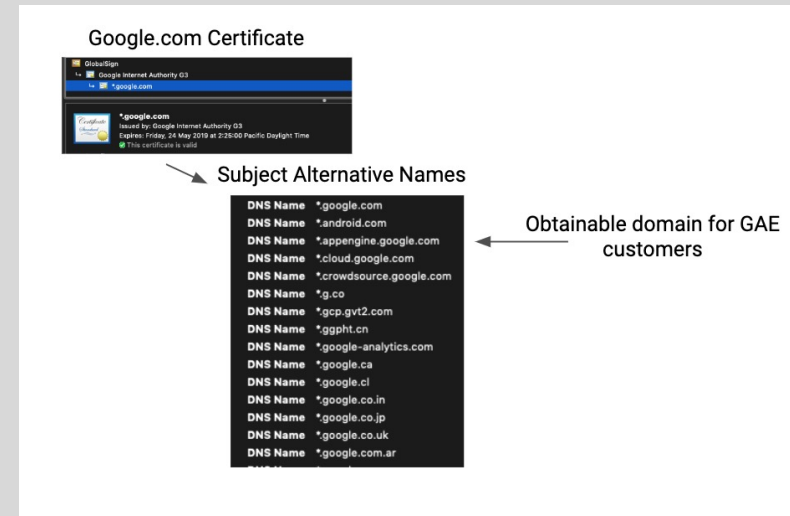 Google.com Certificate
GlobalSign
Google Internet Authority G3
*.google.com
*.google.com
Issued by: Google Internet Authority G3
Expires: Friday, 24 May 2019 at 2:25:00 Pacific Daylight Time
This certificate is valid
Subject Alternative Names
DNS Name *.google.com
DNS Name *.android.com
DNS Name *.appengine.google.com
DNS Name *.cloud.google.com
DNS Name *.crowdsource.google.com
DNS Name *.g.co
DNS Name *.gcp.gvt2.com
DNS Name *.ggpht.cn
DNS Name *.google-analytics.com
DNS Name *.google.ca
DNS Name *.google.cl
DNS Name *.google.co.in
DNS Name *.google.co.jp
DNS Name *.google.co.uk
DNS Name *.google.com.ar
Obtainable domain for GAE
customers